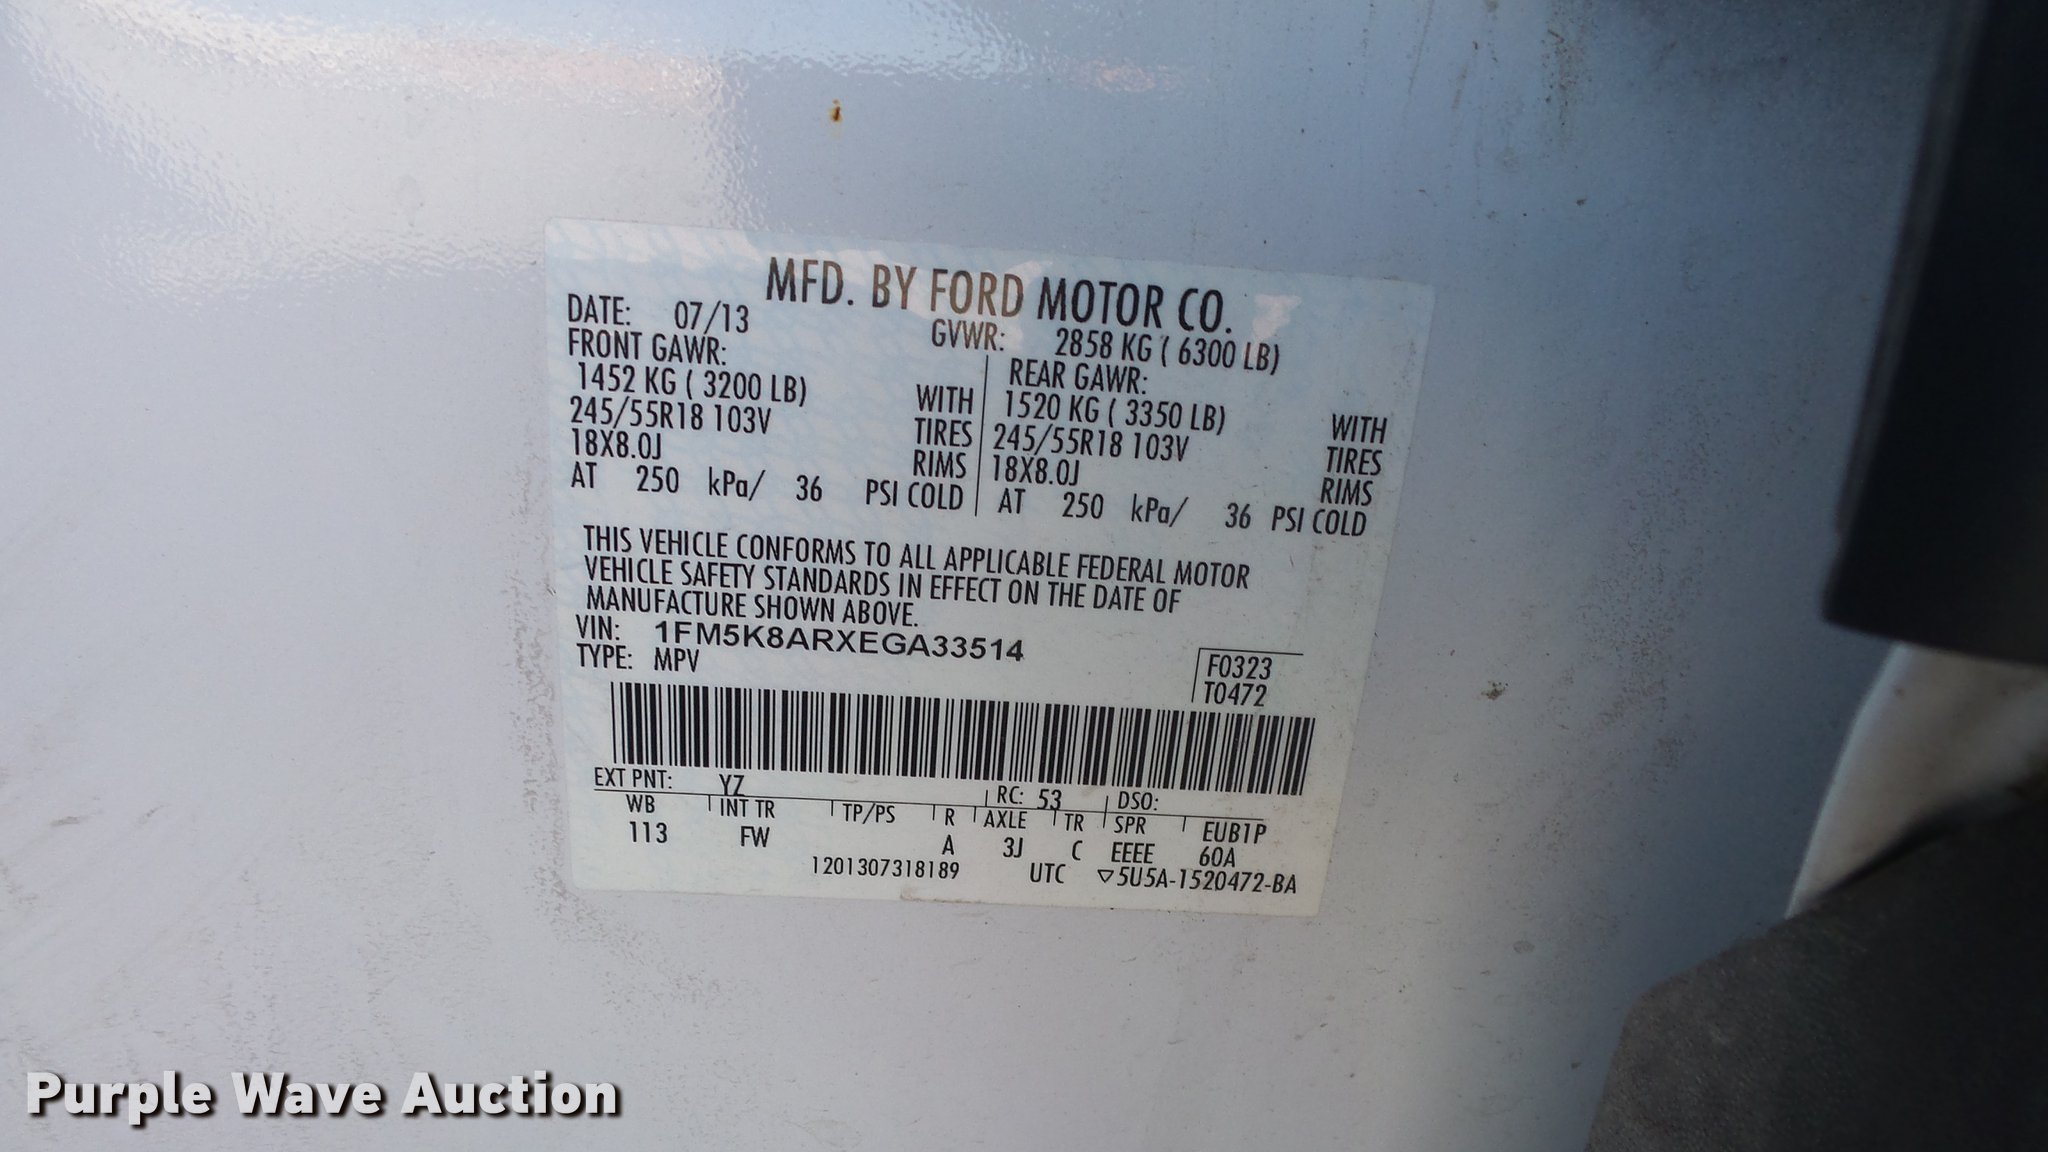 MFD. BY FORD MOTOR CO.
DATE: 07/13 GVWR: 2858 KG ( 6300 LB)
FRONT GAWR: REAR GAWR:
1452 KG ( 3200 LB) WITH 1520 KG ( 3350 LB) WITH
245/55R18 103V TIRES 245/55R18 103V TIRES
18X8.0J RIMS 18X8.0J RIMS
AT 250 kPa/ 36 PSI COLD AT 250 kPa/ 36 PSI COLD
THIS VEHICLE CONFORMS TO ALL APPLICABLE FEDERAL MOTOR
VEHICLE SAFETY STANDARDS IN EFFECT ON THE DATE OF
MANUFACTURE SHOWN ABOVE.
VIN: 1FM5K8ARXEGA33514
TYPE: MPV F0323
T0472
EXT PNT: YZ RC: 53 DSO:
WB INT TR TP/PS R AXLE TR SPR EUB1P
113 FW A 3J C EEEE 60A
1201307318189 UTC ▽5U5A-1520472-BA
Purple Wave Auction